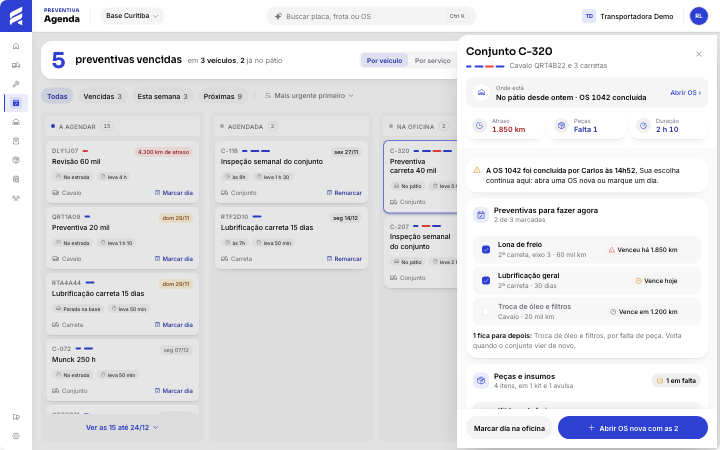 PREVENTIVA
Agenda
Base Curitiba
Buscar placa, frota ou OS
Ctrl K
TD
Transportadora Demo
RL
5 preventivas vencidas em 3 veículos, 2 já no pátio
Por veículo
Por serviço
Todas
Vencidas 3
Esta semana 3
Próximas 9
Mais urgente primeiro
A AGENDAR 15
DLY1J07
4.300 km de atraso
Revisão 60 mil
Na estrada
leva 4 h
Cavalo
Marcar dia
QRT1A09
dom 29/11
Preventiva 20 mil
Na estrada
leva 1 h 10
Cavalo
Marcar dia
RTA4A44
dom 29/11
Lubrificação carreta 15 dias
Parada na base
leva 50 min
Carreta
Marcar dia
C-072
seg 07/12
Munck 250 h
Na estrada
leva 50 min
Conjunto
Marcar dia
Ver as 15 até 24/12
AGENDADA 2
C-118
sex 27/11
Inspeção semanal do conjunto
às 8h
leva 1 h 30
Conjunto
Remarcar
RTF2D10
seg 14/12
Lubrificação carreta 15 dias
às 7h
leva 50 min
Carreta
Remarcar
NA OFICINA 2
C-320
Preventiva
carreta 40 mil
No pátio
Conjunto
C-207
Inspeção semanal
do conjunto
No pátio
Conjunto
Conjunto C-320
Cavalo QRT4B22 e 3 carretas
Onde está
No pátio desde ontem · OS 1042 concluída
Abrir OS ›
Atraso
1.850 km
Peças
Falta 1
Duração
2 h 10
A OS 1042 foi concluída por Carlos às 14h52. Sua escolha
continua aqui: abra uma OS nova ou marque um dia.
Preventivas para fazer agora
2 de 3 marcadas
Lona de freio
2ª carreta, eixo 3 · 60 mil km
Venceu há 1.850 km
Lubrificação geral
2ª carreta · 30 dias
Vence hoje
Troca de óleo e filtros
Cavalo · 20 mil km
Vence em 1.200 km
1 fica para depois: Troca de óleo e filtros, por falta de peça. Volta
quando o conjunto vier de novo.
Peças e insumos
4 itens, em 1 kit e 1 avulsa
1 em falta
Marcar dia na oficina
Abrir OS nova com as 2